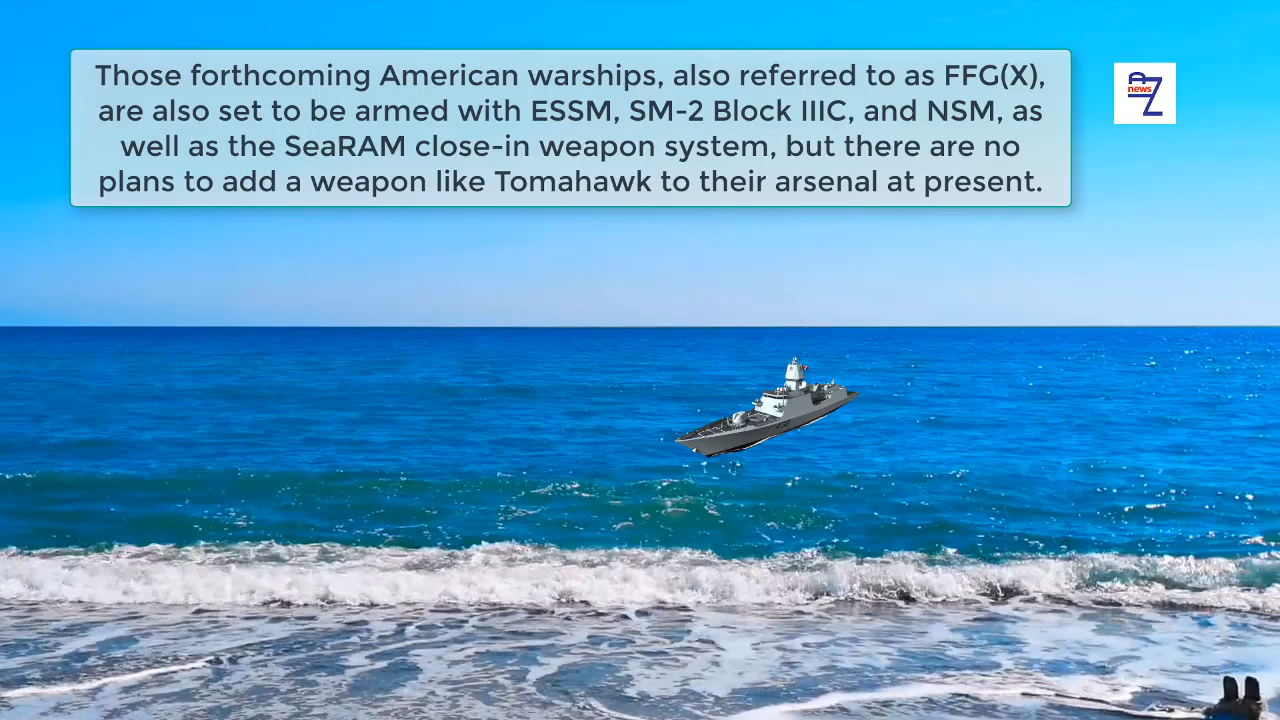 Those forthcoming American warships, also referred to as FFG(X),
are also set to be armed with ESSM, SM-2 Block IIIC, and NSM, as
well as the SeaRAM close-in weapon system, but there are no
plans to add a weapon like Tomahawk to their arsenal at present.
news